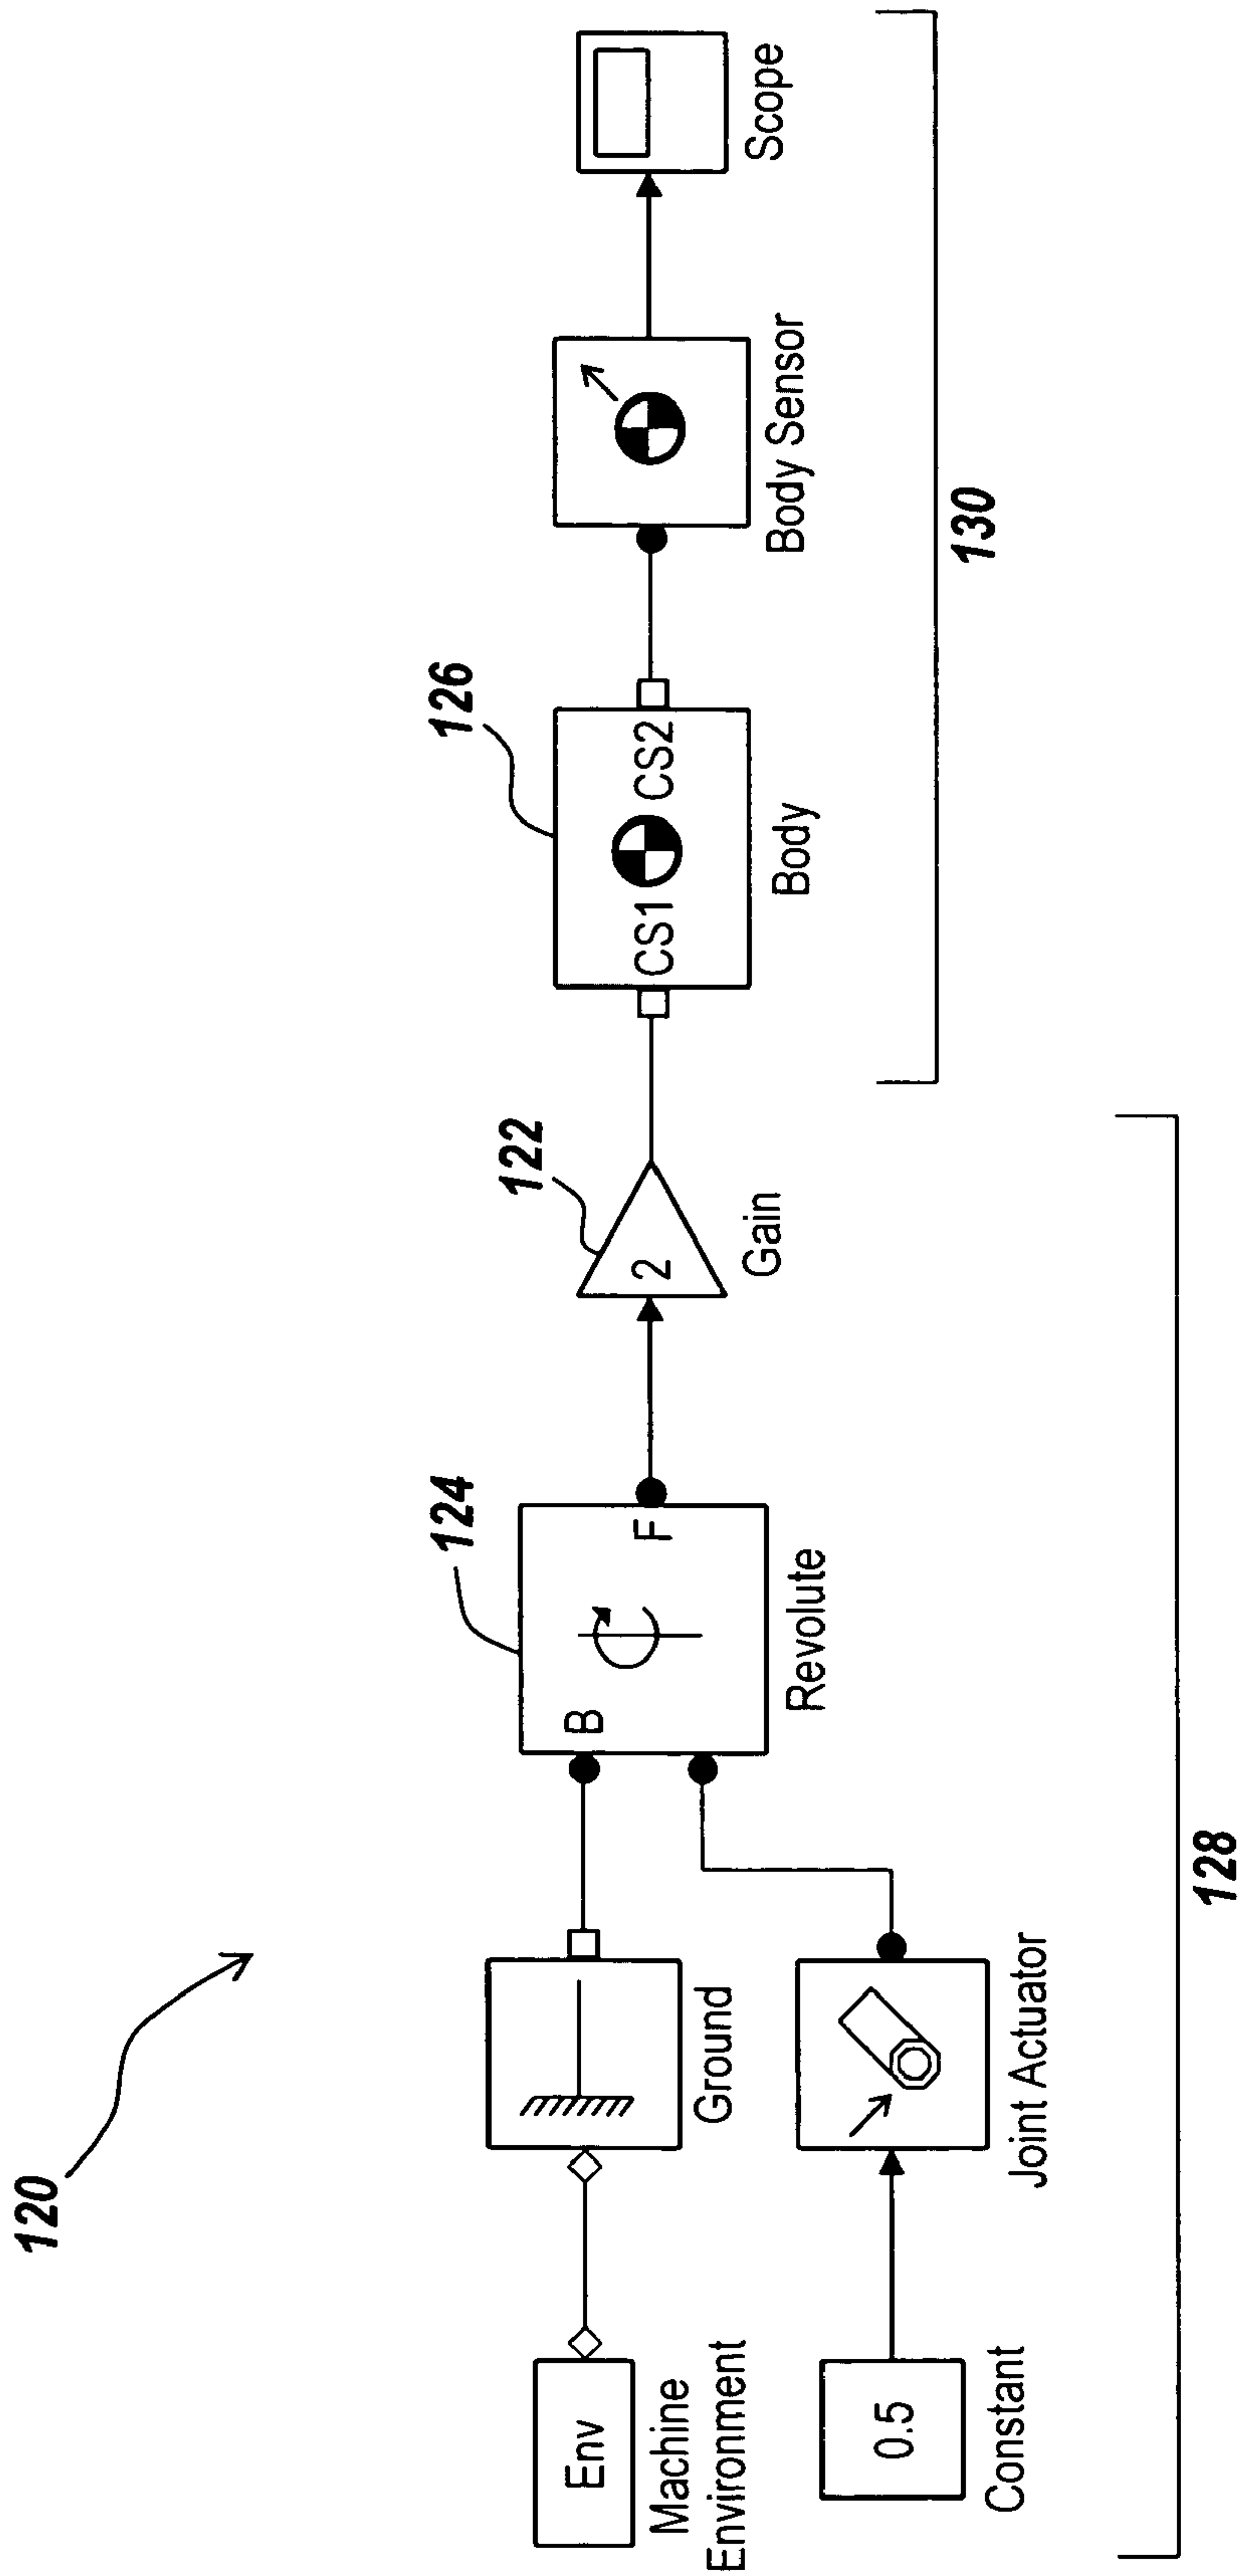 120
Env
Machine
Environment
Ground
0.5
Constant
Joint Actuator
124
B
F
Revolute
122
2
Gain
126
CS1
CS2
Body
Body Sensor
Scope
128
130